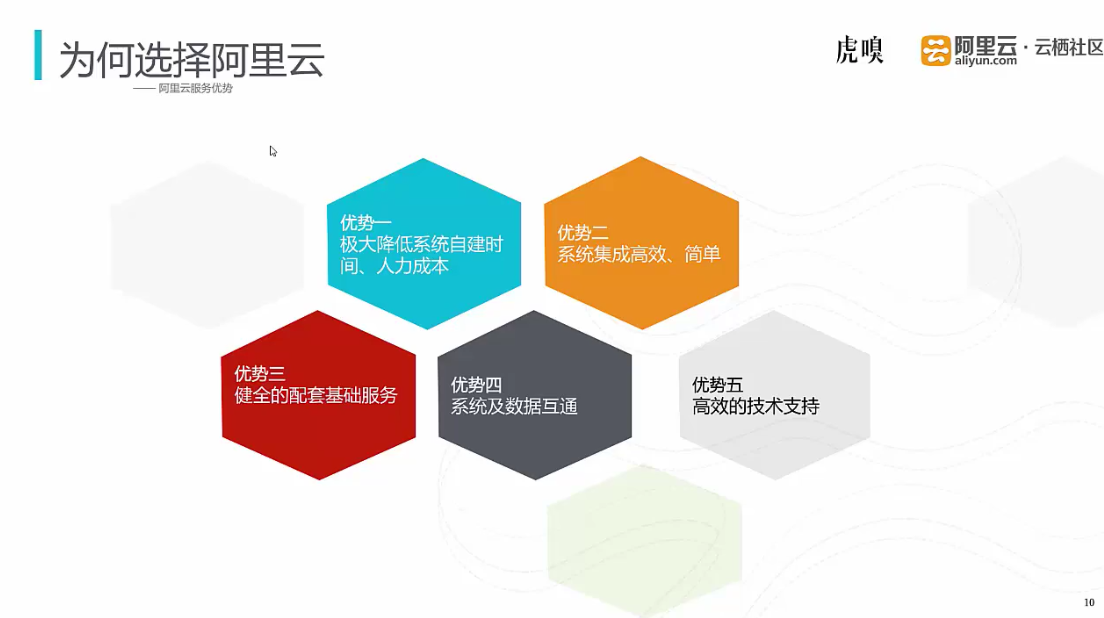 为何选择阿里云
—— 阿里云服务优势
虎嗅
阿里云
aliyun.com
· 云栖社区
优势一
极大降低系统自建时
间、人力成本
优势二
系统集成高效、简单
优势三
健全的配套基础服务
优势四
系统及数据互通
优势五
高效的技术支持
10